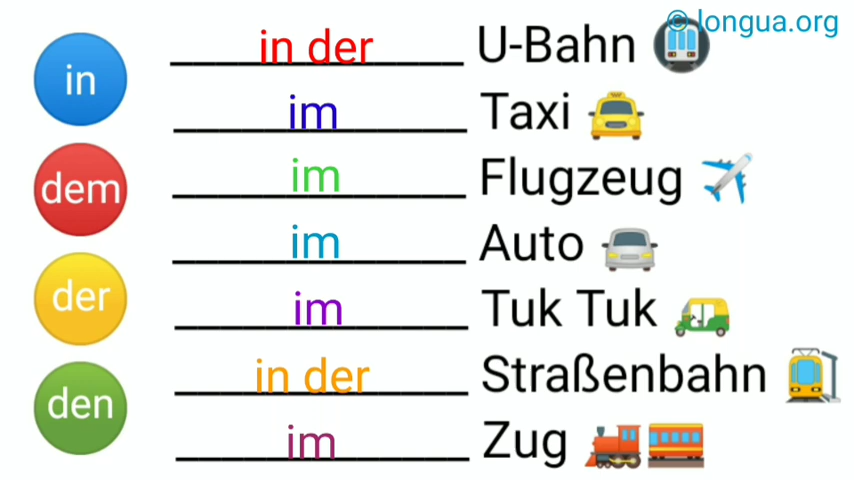 © longua.org
in
in der U-Bahn
im Taxi
dem
im Flugzeug
im Auto
der
im Tuk Tuk
in der Straßenbahn
den
im Zug